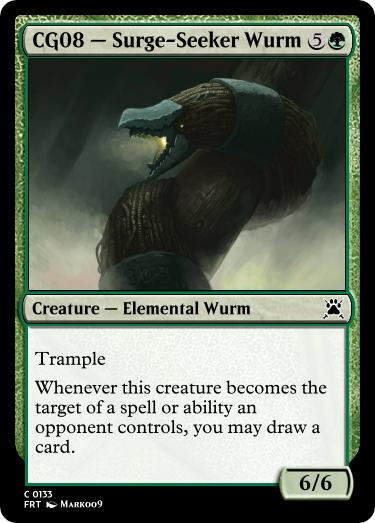 CG08 — Surge-Seeker Wurm 5
Creature — Elemental Wurm
Trample
Whenever this creature becomes the
target of a spell or ability an
opponent controls, you may draw a
card.
6/6
C 0133
FRT Mark009